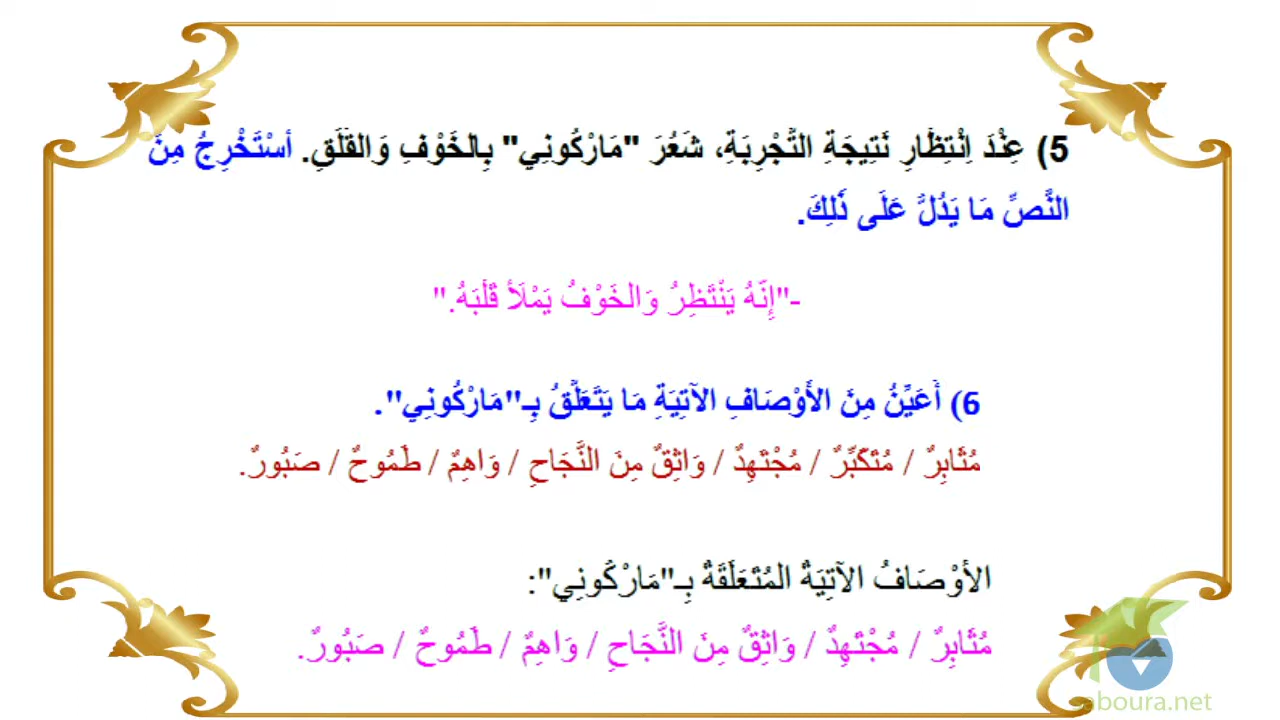 5) عِنْدَ اِنْتِظَارِ نَتِيجَةِ التَّجْرِبَةِ، شَعُرَ "مَارْكُونِي" بِالخَوْفِ وَالقَلَقِ. أَسْتَخْرِجُ مِنَ
النَّصِّ مَا يَدُلُّ عَلَى ذَلِكَ.
-"إِنَّهُ يَنْتَظِرُ وَالخَوْفُ يَمْلَأُ قَلْبَهُ."
6) أُعَيِّنُ مِنَ الأَوْصَافِ الآتِيَةِ مَا يَتَعَلَّقُ بِـ"مَارْكُونِي".
مُثَابِرٌ / مُتَكَبِّرٌ / مُجْتَهِدٌ / وَاثِقٌ مِنَ النَّجَاحِ / وَاهِمٌ / طَمُوحٌ / صَبُورٌ.
الأَوْصَافُ الآتِيَةُ المُتَعَلِّقَةُ بِـ"مَارْكُونِي":
مُثَابِرٌ / مُجْتَهِدٌ / وَاثِقٌ مِنَ النَّجَاحِ / وَاهِمٌ / طَمُوحٌ / صَبُورٌ.
saboura.net